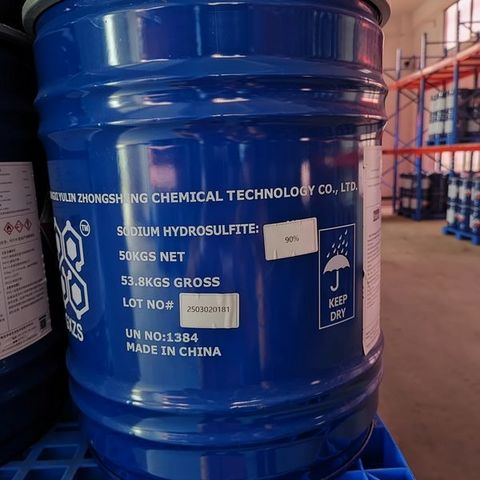 YULIN ZHONGSHENG CHEMICAL TECHNOLOGY CO., LTD.
SODIUM HYDROSULFITE: 90%
50KGS NET
53.8KGS GROSS
LOT NO# 2503020181
UN NO:1384
MADE IN CHINA
KEEP
DRY
TM